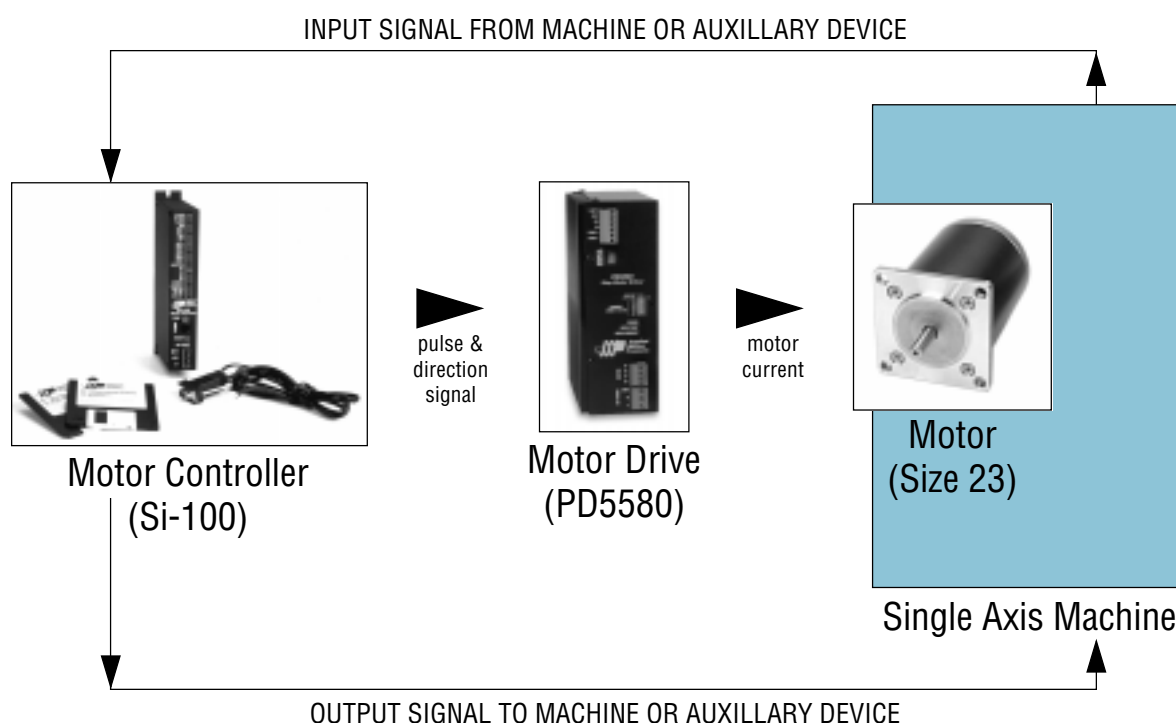 INPUT SIGNAL FROM MACHINE OR AUXILLARY DEVICE
pulse &
direction
signal
motor
current
Motor Controller
(Si-100)
Motor Drive
(PD5580)
Motor
(Size 23)
Single Axis Machine
OUTPUT SIGNAL TO MACHINE OR AUXILLARY DEVICE